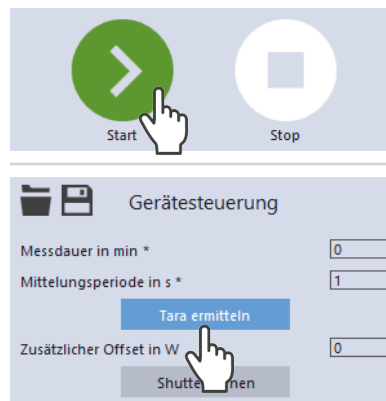 Start Stop
Gerätesteuerung
Messdauer in min * 0
Mittelungsperiode in s * 1
Tara ermitteln
Zusätzlicher Offset in W 0